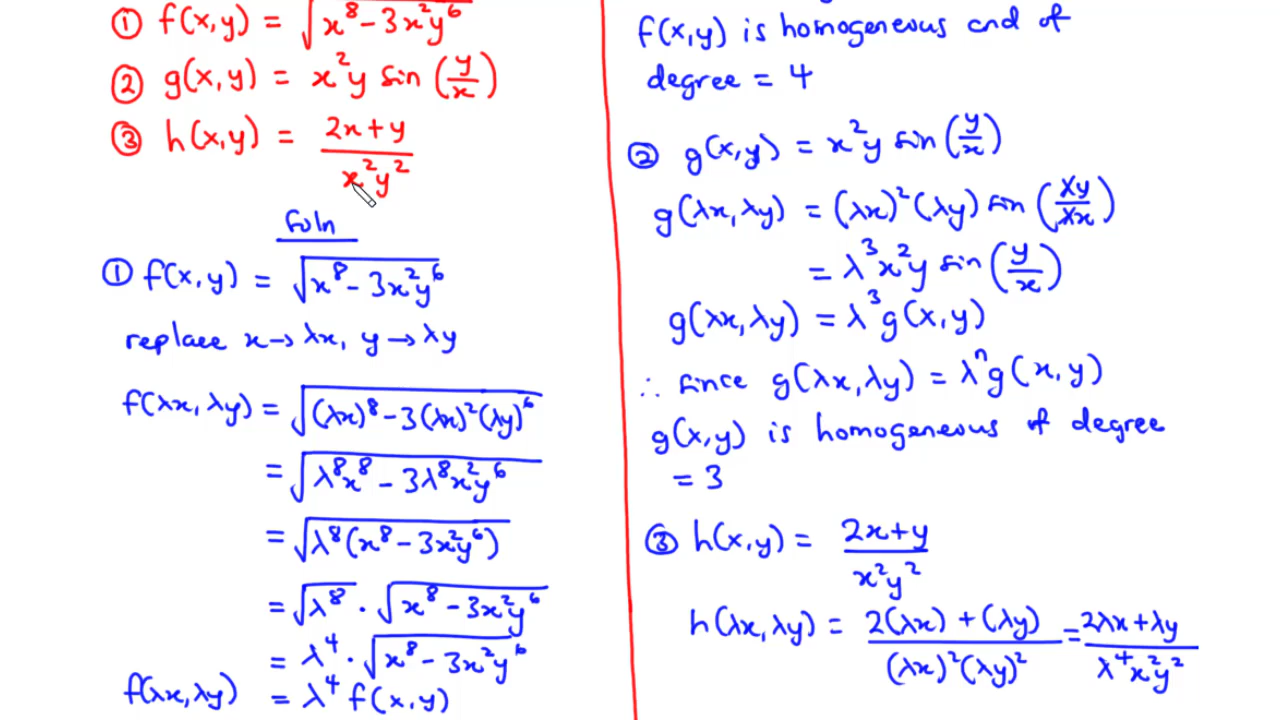 ① f(x,y) = √(x⁸ − 3x²y⁶)
② g(x,y) = x²y sin (y/x)
③ h(x,y) = (2x + y)/(x²y²)
Soln
① f(x,y) = √(x⁸ − 3x²y⁶)
replace x → λx, y → λy
f(λx, λy) = √((λx)⁸ − 3(λx)²(λy)⁶)
= √(λ⁸x⁸ − 3λ⁸x²y⁶)
= √(λ⁸(x⁸ − 3x²y⁶))
= √λ⁸ · √(x⁸ − 3x²y⁶)
= λ⁴ · √(x⁸ − 3x²y⁶)
f(λx, λy) = λ⁴ f(x,y)
f(x,y) is homogeneous and of
degree = 4
② g(x,y) = x²y sin (y/x)
g(λx, λy) = (λx)²(λy) sin (λy/λx)
= λ³x²y sin (y/x)
g(λx, λy) = λ³g(x,y)
∴ since g(λx, λy) = λⁿg(x, y)
g(x,y) is homogeneous of degree
= 3
③ h(x,y) = (2x+y)/(x²y²)
h(λx, λy) = (2(λx) + (λy))/((λx)²(λy)²) = (2λx + λy)/(λ⁴x²y²)